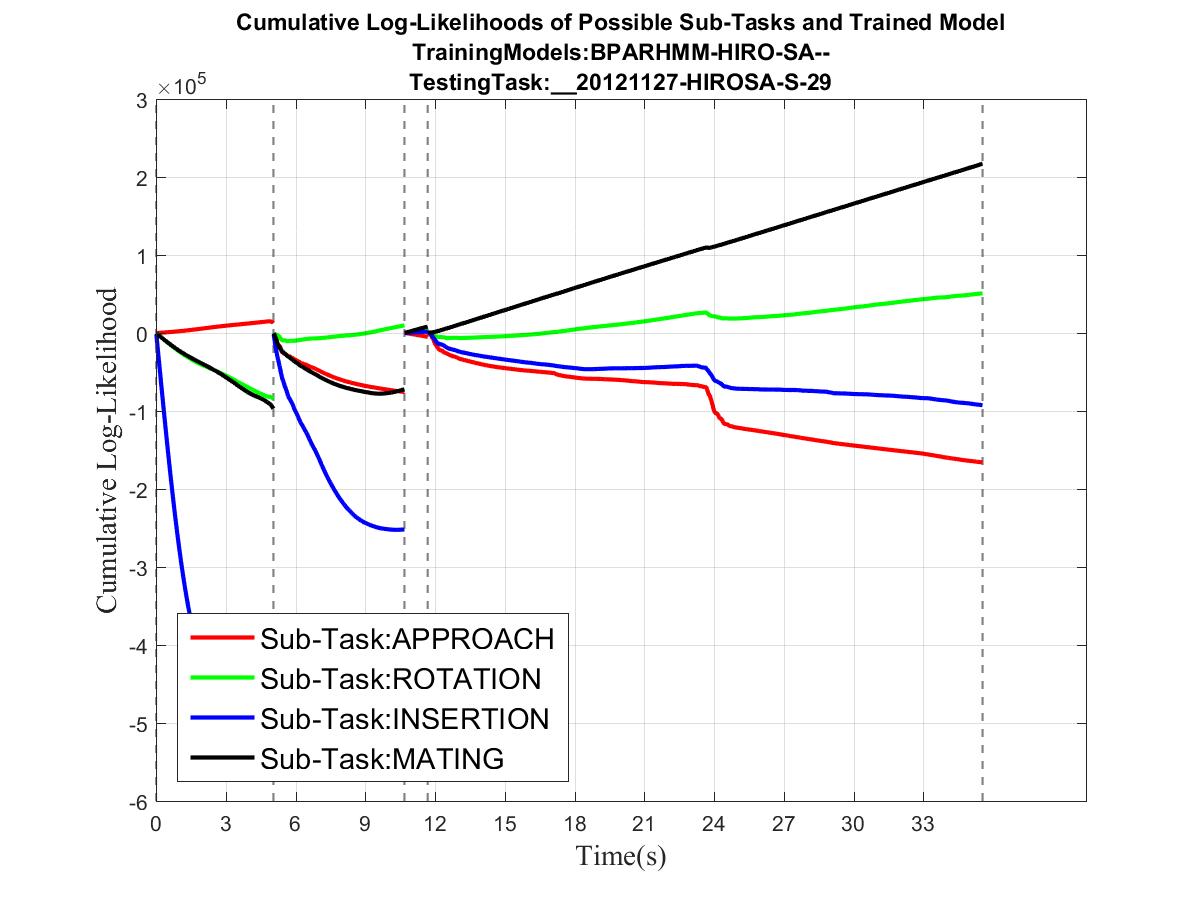 Cumulative Log-Likelihoods of Possible Sub-Tasks and Trained Model
TrainingModels:BPARHMM-HIRO-SA--
TestingTask:__20121127-HIROSA-S-29
×10⁵
3
2
1
0
-1
-2
-3
-4
-5
-6
Cumulative Log-Likelihood
Sub-Task:APPROACH
Sub-Task:ROTATION
Sub-Task:INSERTION
Sub-Task:MATING
0 3 6 9 12 15 18 21 24 27 30 33
Time(s)